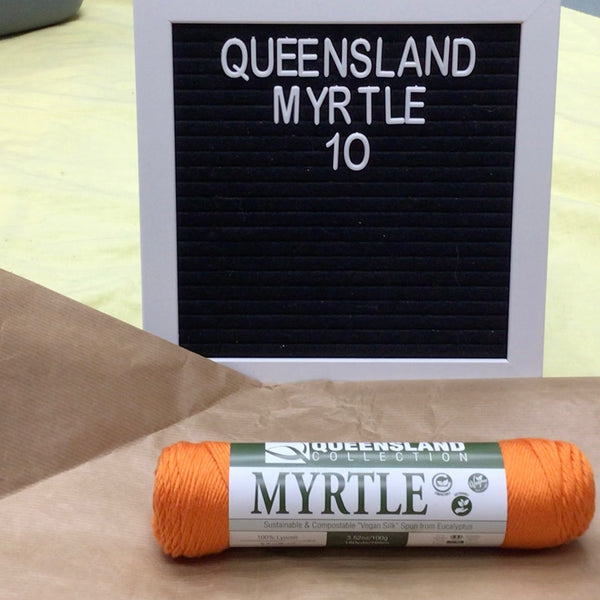 QUEENSLAND
MYRTLE
10
QUEENSLAND
COLLECTION
MYRTLE
Sustainable & Compostable "Vegan Silk" Spun from Eucalyptus
100% Lyocell
3.52oz/100g